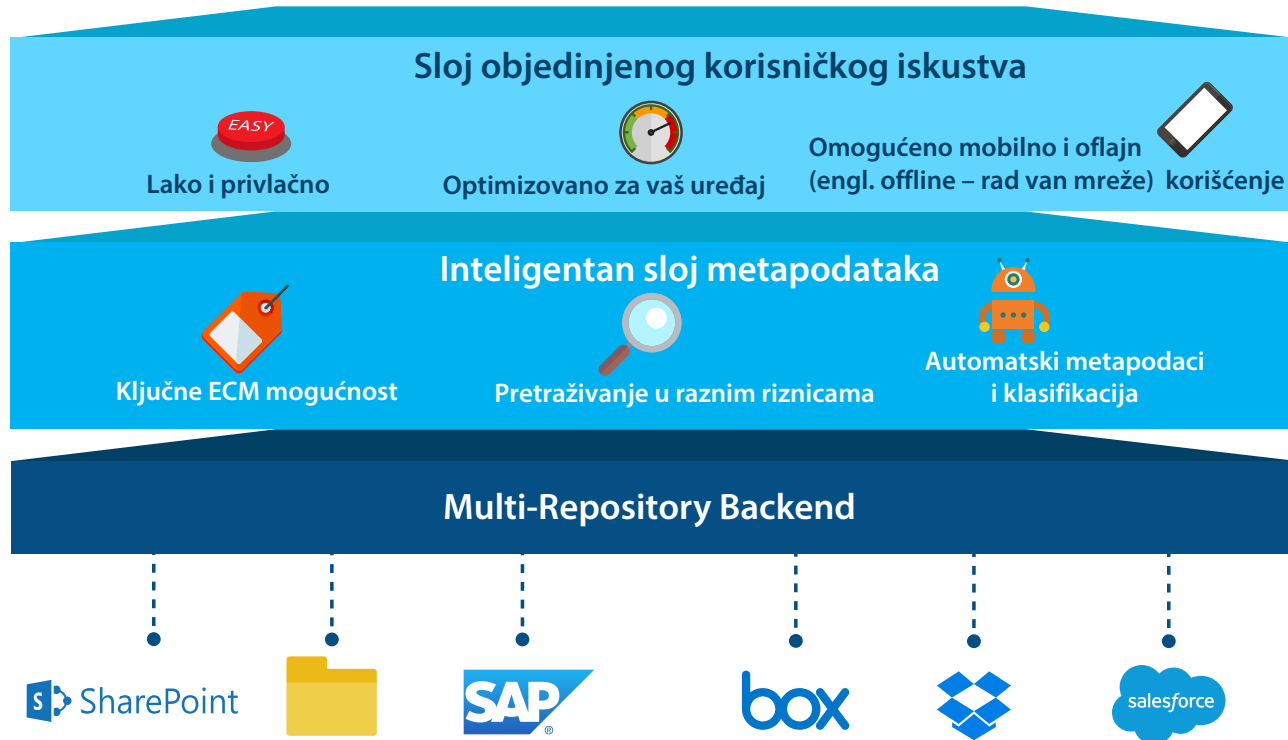 Sloj objedinjenog korisničkog iskustva
EASY
Lako i privlačno
Optimizovano za vaš uređaj
Omogućeno mobilno i oflajn
(engl. offline – rad van mreže) korišćenje
Inteligentan sloj metapodataka
Ključne ECM mogućnost
Pretraživanje u raznim riznicama
Automatski metapodaci
i klasifikacija
Multi-Repository Backend
S SharePoint
SAP ®
box
salesforce